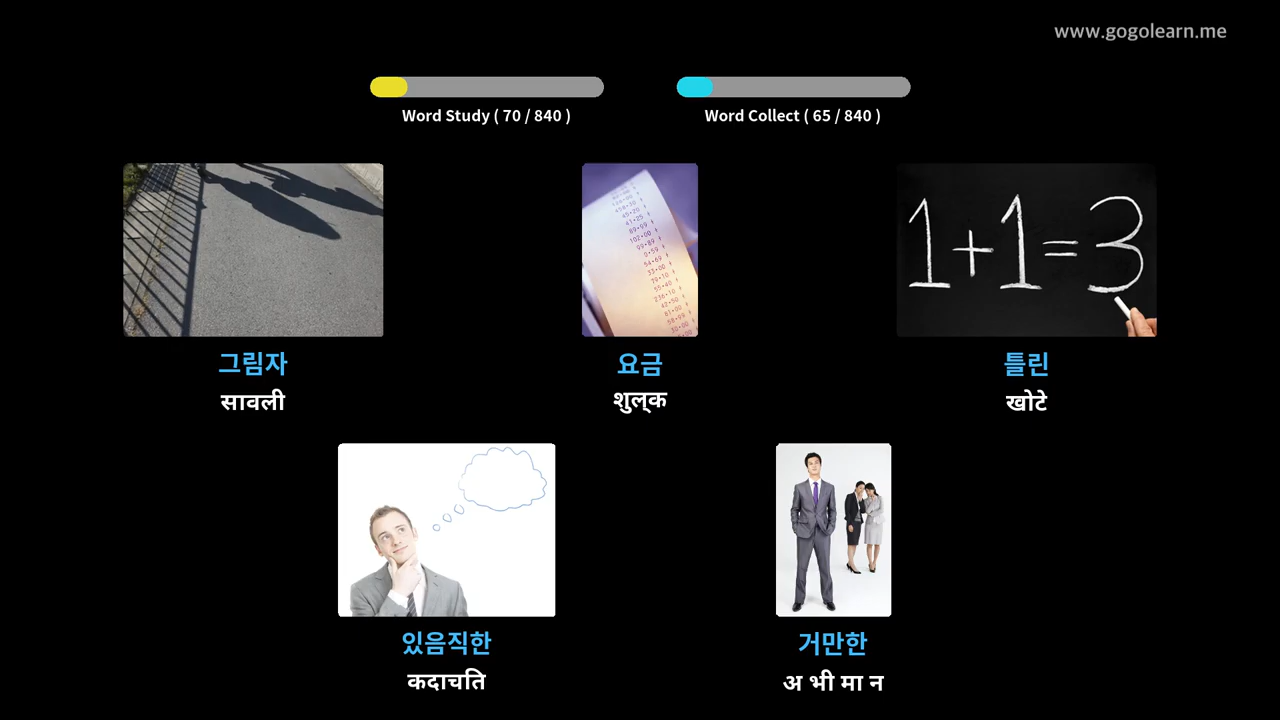 www.gogolearn.me
Word Study ( 70 / 840 )
Word Collect ( 65 / 840 )
1+1=3
그림자
सावली
요금
शुल्क
틀린
खोटे
있음직한
कदाचति
거만한
अ भी मा न